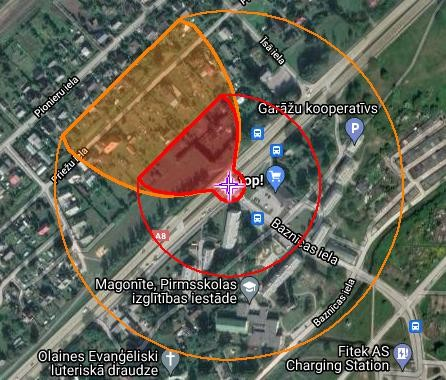 Īsā iela
Pionieru iela
Garāžu kooperatīvs
P
Priežu iela
op!
A8
Baznīcas iela
Magonīte, Pirmsskolas
izglītības iestāde
Baznīcas iela
Olaines Evaņģēliski
luteriskā draudze
Fitek AS
Charging Station